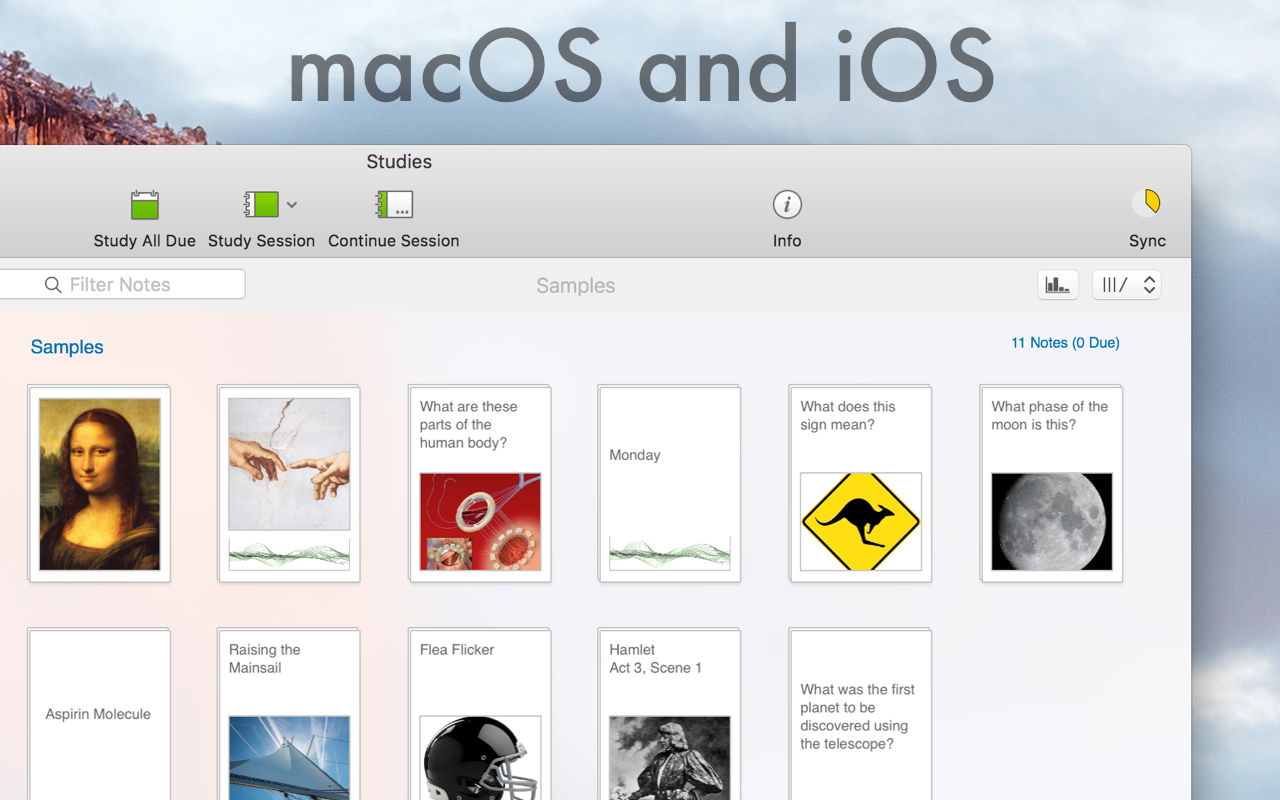 macOS and iOS
Studies
Study All Due
Study Session
Continue Session
Info
Sync
Filter Notes
Samples
Samples
11 Notes (0 Due)
What are these
parts of the
human body?
Monday
What does this
sign mean?
What phase of the
moon is this?
Aspirin Molecule
Raising the
Mainsail
Flea Flicker
Hamlet
Act 3, Scene 1
What was the first
planet to be
discovered using
the telescope?